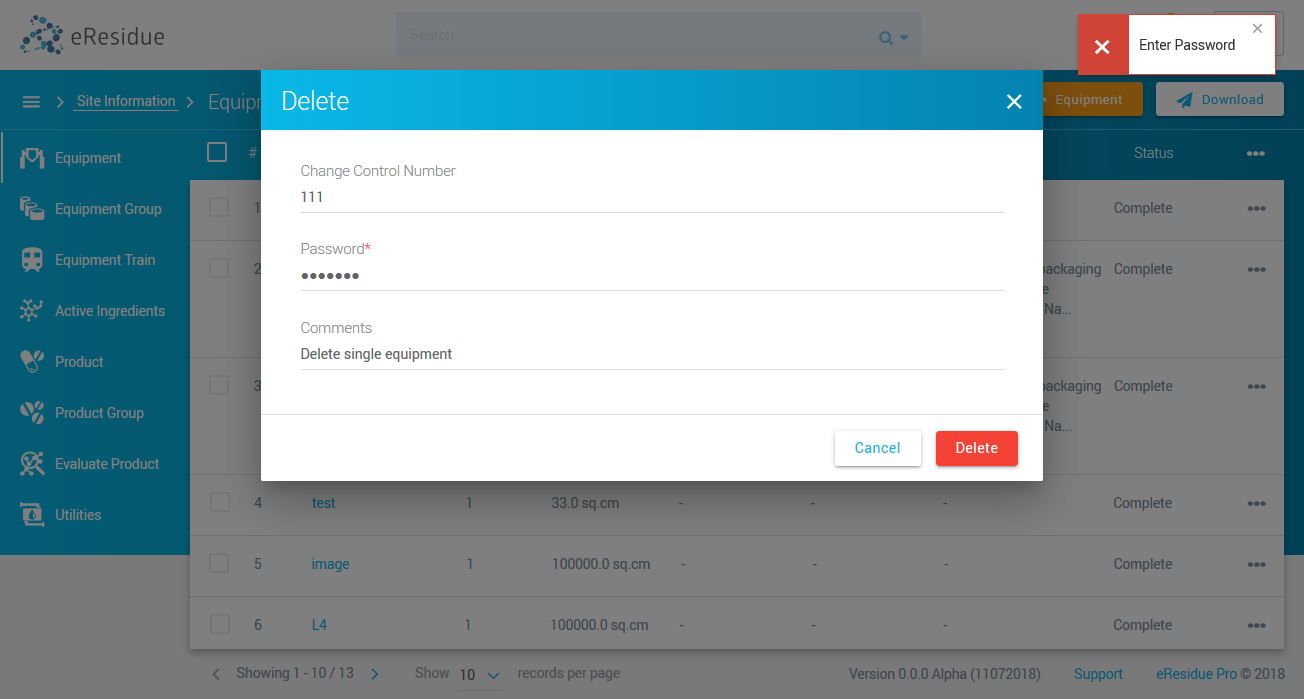 eResidue
Search
Enter Password
Site Information
Equip
Equipment
Download
Delete
Equipment
Equipment Group
Equipment Train
Active Ingredients
Product
Product Group
Evaluate Product
Utilities
#
Status
Change Control Number
111
Password*
•••••••
Comments
Delete single equipment
Cancel
Delete
1
Complete
2
packaging
Complete
e
Na...
3
packaging
Complete
e
Na...
4 test 1 33.0 sq.cm - - - Complete
5 image 1 100000.0 sq.cm - - - Complete
6 L4 1 100000.0 sq.cm - - - Complete
Showing 1 - 10 / 13
Show 10 records per page
Version 0.0.0 Alpha (11072018)
Support
eResidue Pro © 2018